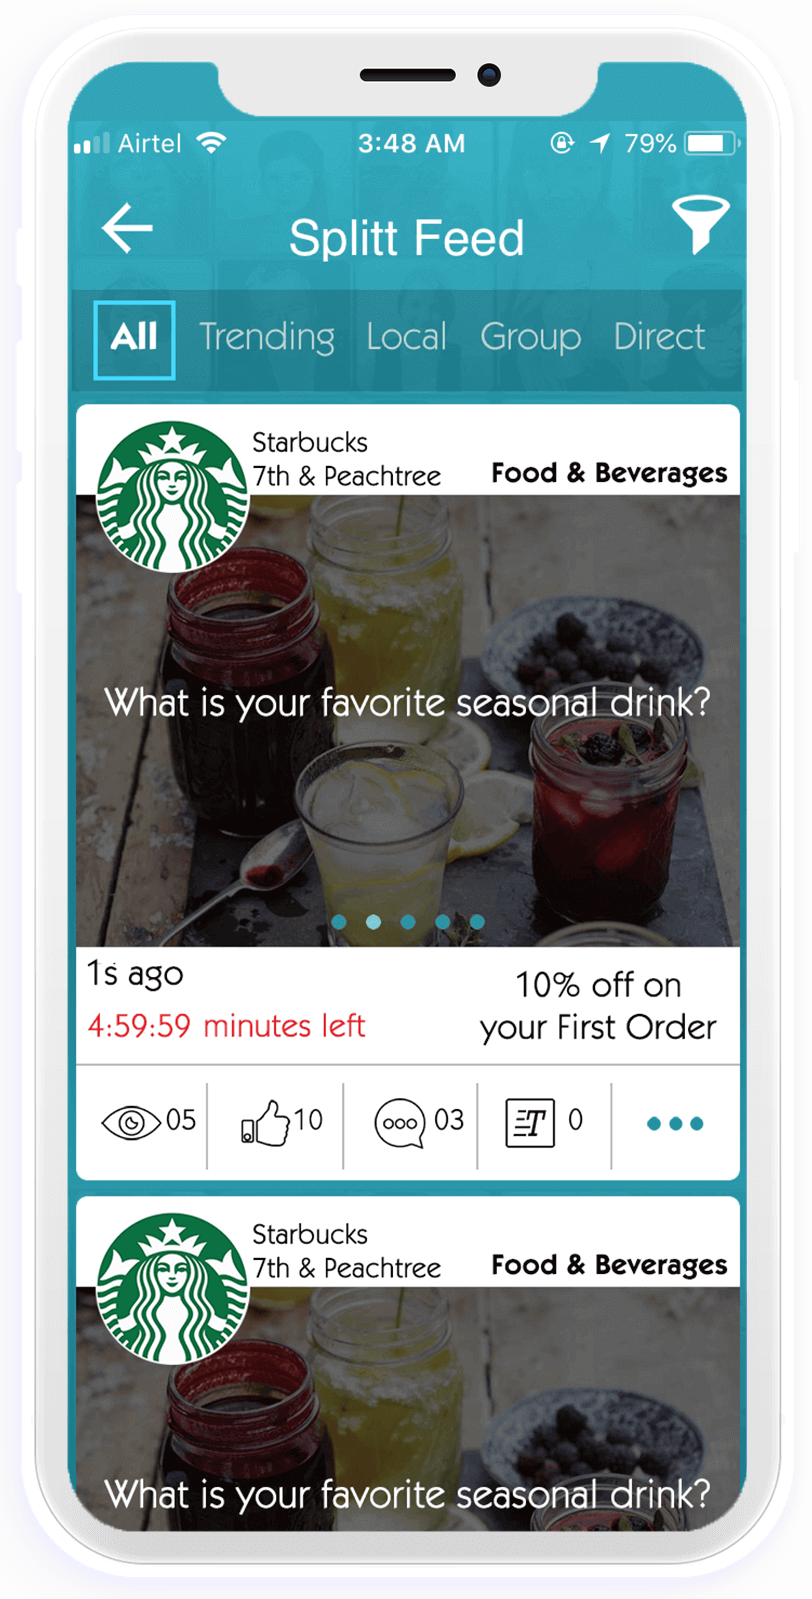 Airtel 3:48 AM 79%
Splitt Feed
All Trending Local Group Direct
Starbucks
7th & Peachtree Food & Beverages
What is your favorite seasonal drink?
1s ago
10% off on
4:59:59 minutes left
your First Order
05 10 03 T 0
Starbucks
7th & Peachtree Food & Beverages
What is your favorite seasonal drink?